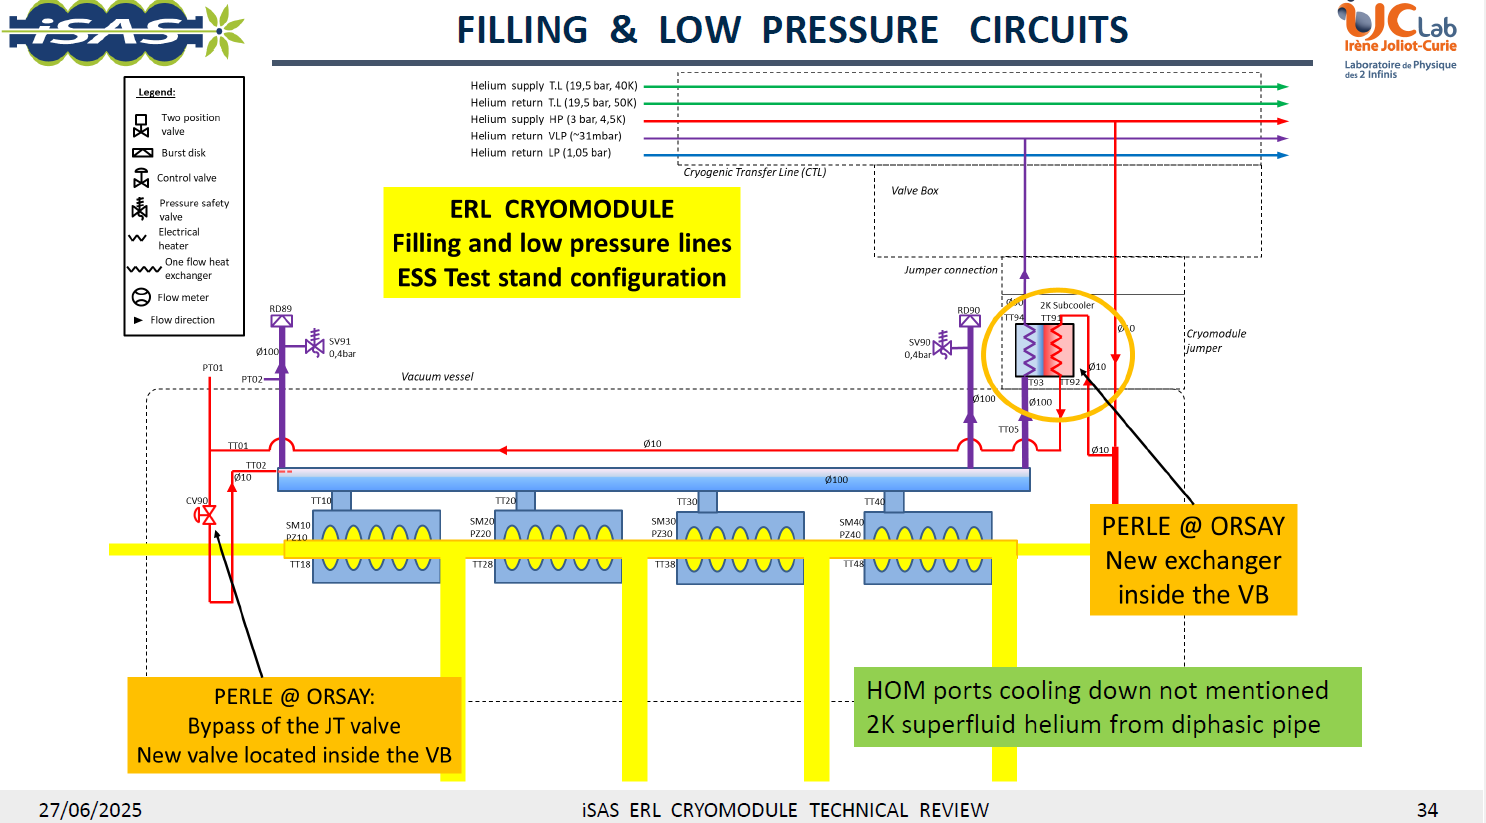 iSAS
FILLING & LOW PRESSURE CIRCUITS
IJCLab
Irène Joliot-Curie
Laboratoire de Physique
des 2 Infinis
Legend:
Two position
valve
Burst disk
Control valve
Pressure safety
valve
Electrical
heater
One flow heat
exchanger
Flow meter
Flow direction
Helium supply T.L (19,5 bar, 40K)
Helium return T.L (19,5 bar, 50K)
Helium supply HP (3 bar, 4,5K)
Helium return VLP (~31mbar)
Helium return LP (1,05 bar)
Cryogenic Transfer Line (CTL)
Valve Box
ERL CRYOMODULE
Filling and low pressure lines
ESS Test stand configuration
Jumper connection
2K Subcooler
TT94
TT91
Ø10
Cryomodule
jumper
RD89
SV91
0,4bar
Ø100
PT01
PT02
Vacuum vessel
RD90
SV90
0,4bar
Ø100
TT93
TT92
Ø10
Ø100
TT05
TT01
Ø10
Ø10
TT02
Ø10
Ø100
CV90
TT10
TT20
TT30
TT40
SM10
PZ10
TT18
SM20
PZ20
TT28
SM30
PZ30
TT38
SM40
PZ40
TT48
PERLE @ ORSAY
New exchanger
inside the VB
PERLE @ ORSAY:
Bypass of the JT valve
New valve located inside the VB
HOM ports cooling down not mentioned
2K superfluid helium from diphasic pipe
27/06/2025
iSAS ERL CRYOMODULE TECHNICAL REVIEW
34